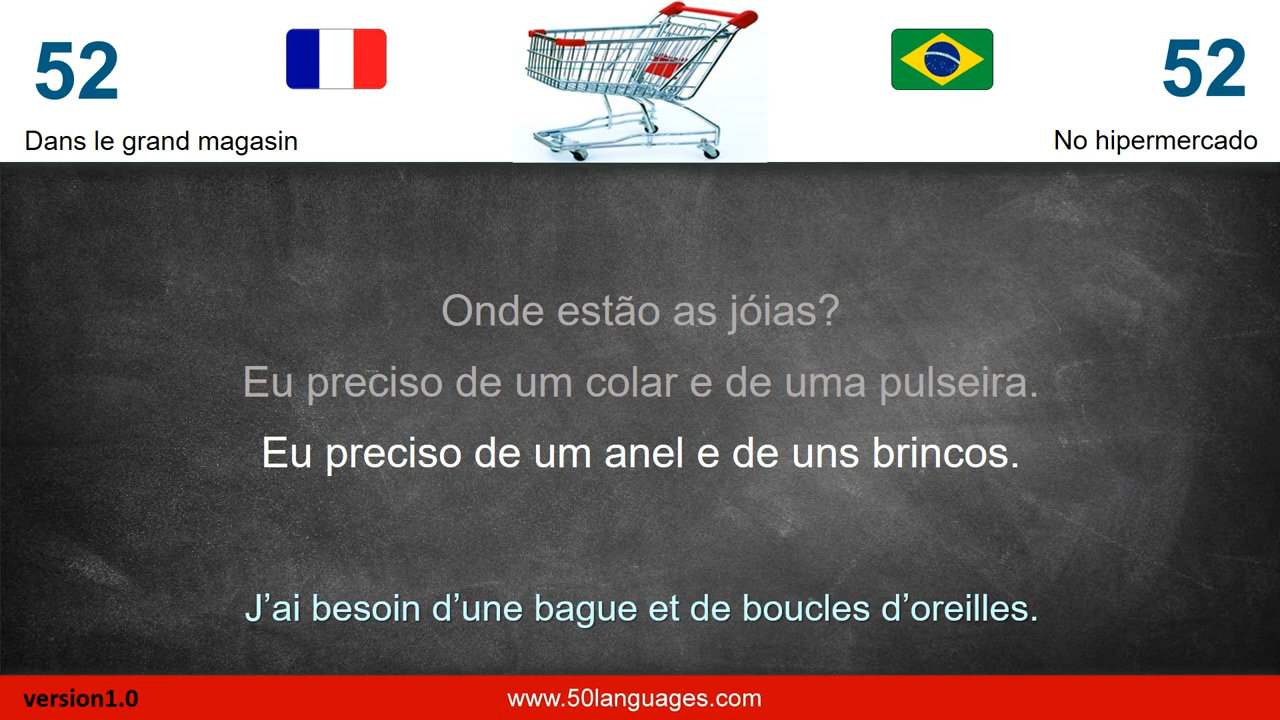 52
52
Dans le grand magasin
No hipermercado
Onde estão as jóias?
Eu preciso de um colar e de uma pulseira.
Eu preciso de um anel e de uns brincos.
J’ai besoin d’une bague et de boucles d’oreilles.
version1.0
www.50languages.com